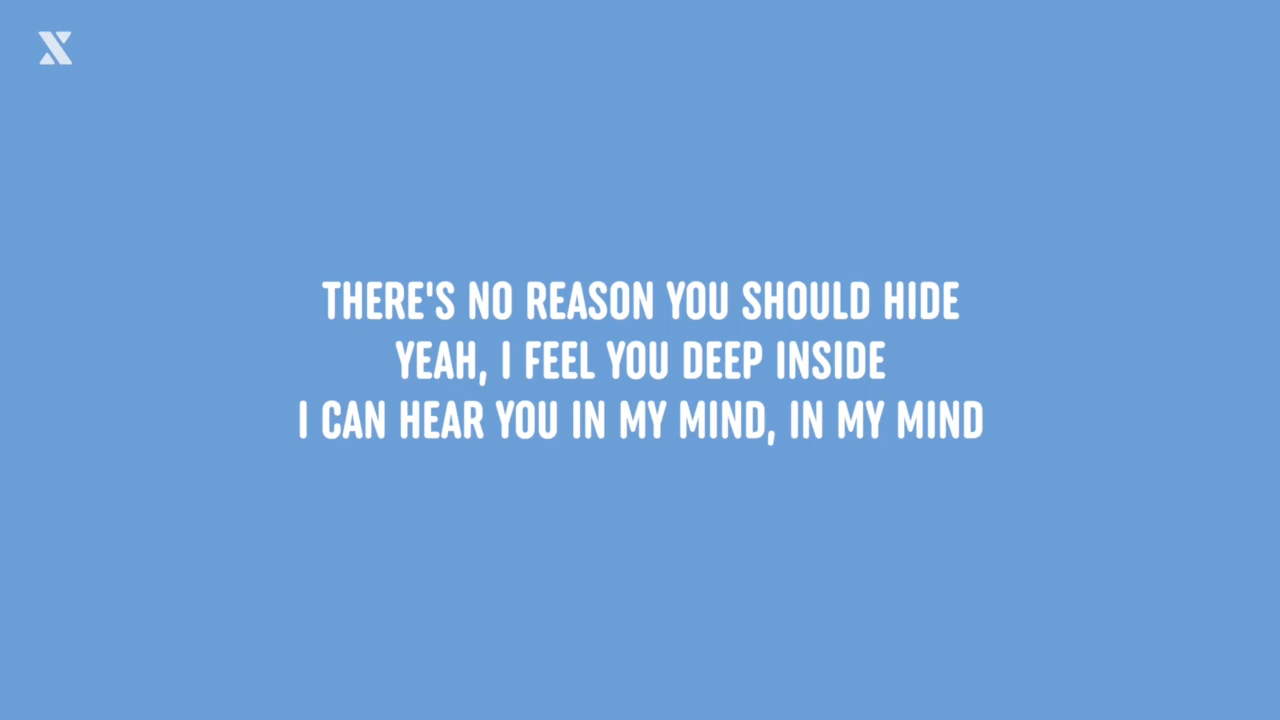 THERE'S NO REASON YOU SHOULD HIDE
YEAH, I FEEL YOU DEEP INSIDE
I CAN HEAR YOU IN MY MIND, IN MY MIND